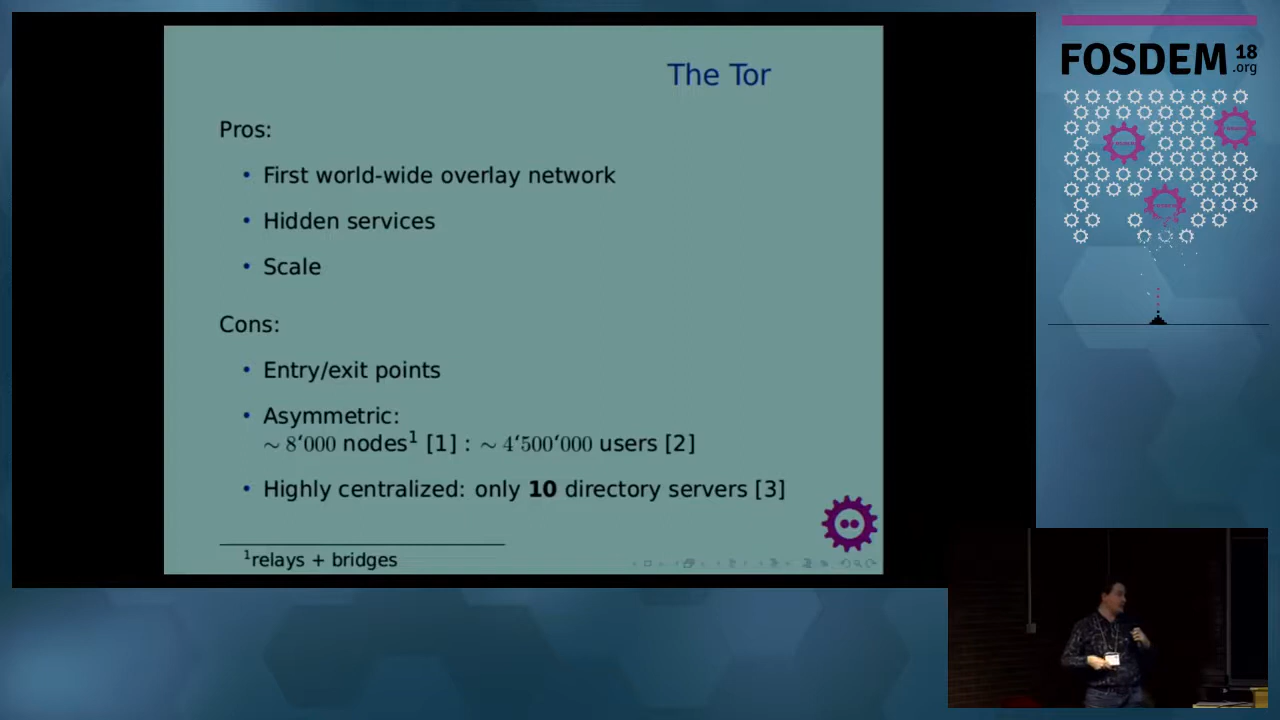 The Tor
Pros:
• First world-wide overlay network
• Hidden services
• Scale
Cons:
• Entry/exit points
• Asymmetric:
∼ 8‘000 nodes¹ [1] : ∼ 4‘500‘000 users [2]
• Highly centralized: only 10 directory servers [3]
¹relays + bridges
FOSDEM 18
.org